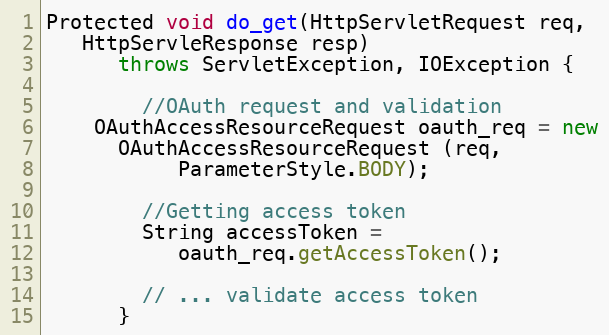 1 Protected void do_get(HttpServletRequest req,
2 HttpServleResponse resp)
3 throws ServletException, IOException {
4
5 //OAuth request and validation
6 OAuthAccessResourceRequest oauth_req = new
7 OAuthAccessResourceRequest (req,
8 ParameterStyle.BODY);
9
10 //Getting access token
11 String accessToken =
12 oauth_req.getAccessToken();
13
14 // ... validate access token
15 }